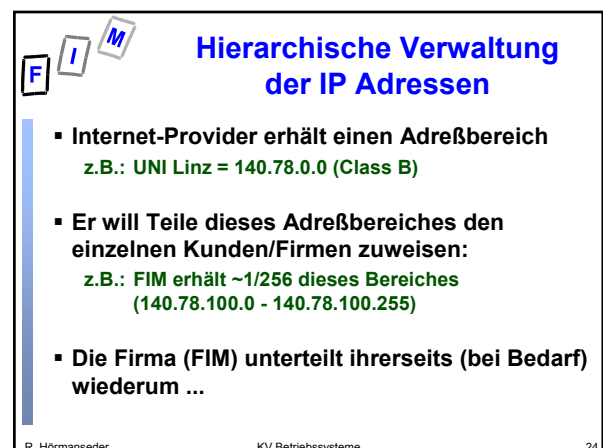 F I M
Hierarchische Verwaltung
der IP Adressen
▪ Internet-Provider erhält einen Adreßbereich
z.B.: UNI Linz = 140.78.0.0 (Class B)
▪ Er will Teile dieses Adreßbereiches den
einzelnen Kunden/Firmen zuweisen:
z.B.: FIM erhält ~1/256 dieses Bereiches
(140.78.100.0 - 140.78.100.255)
▪ Die Firma (FIM) unterteilt ihrerseits (bei Bedarf)
wiederum ...
R. Hörmanseder KV Betriebssysteme 24